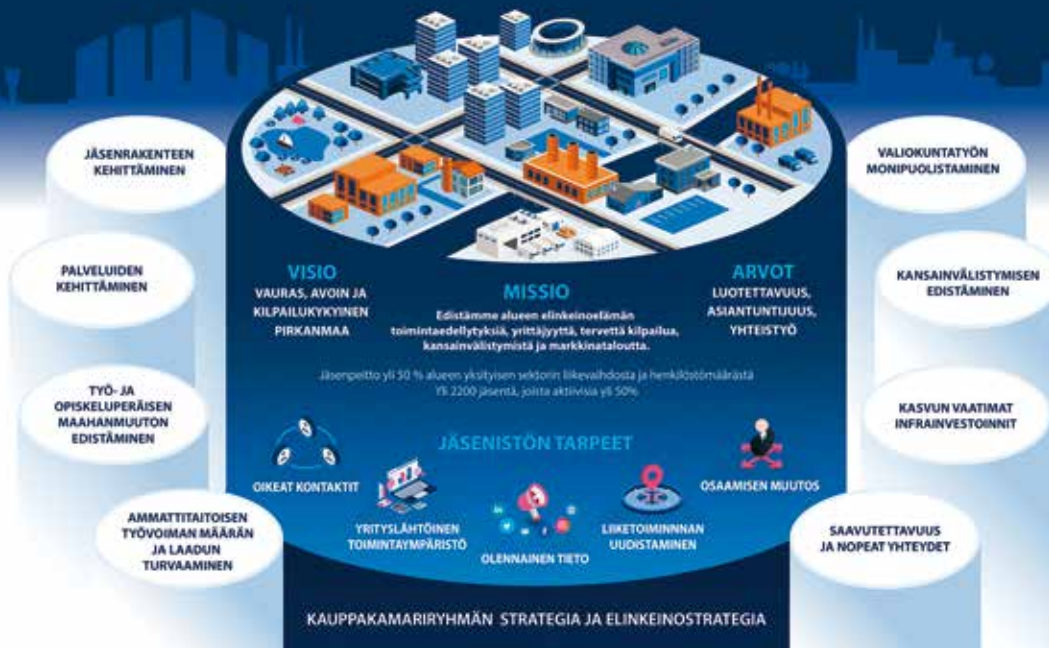 JÄSENRAKENTEEN
KEHITTÄMINEN
PALVELUIDEN
KEHITTÄMINEN
TYÖ- JA
OPISKELUPERÄISEN
MAAHANMUUTON
EDISTÄMINEN
AMMATTITAITOISEN
TYÖVOIMAN MÄÄRÄN
JA LAADUN
TURVAAMINEN
VISIO
VAURAS, AVOIN JA
KILPAILUKYKYINEN
PIRKANMAA
MISSIO
Edistämme alueen elinkeinoelämän
toimintaedellytyksiä, yrittäjyyttä, tervettä kilpailua,
kansainvälistymistä ja markkinataloutta.
ARVOT
LUOTETTAVUUS,
ASIANTUNTIJUUS,
YHTEISTYÖ
Jäsenpeitto yli 50 % alueen yksityisen sektorin liikevaihdosta ja henkilöstömäärästä
Yli 2200 jäsentä, joista aktiivisia yli 50%
JÄSENISTÖN TARPEET
OIKEAT KONTAKTIT
YRITYSLÄHTÖINEN
TOIMINTAYMPÄRISTÖ
OLENNAINEN TIETO
LIIKETOIMINNNAN
UUDISTAMINEN
OSAAMISEN MUUTOS
VALIOKUNTATYÖN
MONIPUOLISTAMINEN
KANSAINVÄLISTYMISEN
EDISTÄMINEN
KASVUN VAATIMAT
INFRAINVESTOINNIT
SAAVUTETTAVUUS
JA NOPEAT YHTEYDET
KAUPPAKAMARIRYHMÄN STRATEGIA JA ELINKEINOSTRATEGIA